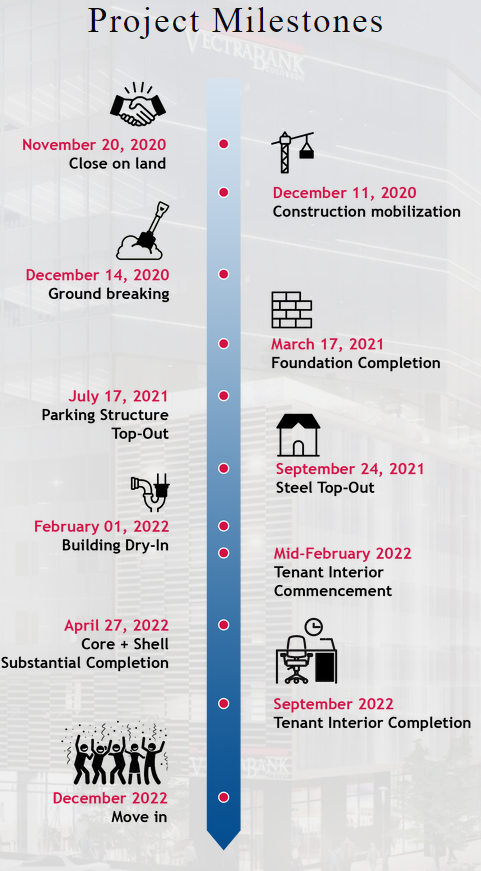 Project Milestones
VECTRABANK
November 20, 2020
Close on land
December 11, 2020
Construction mobilization
December 14, 2020
Ground breaking
March 17, 2021
Foundation Completion
July 17, 2021
Parking Structure
Top-Out
September 24, 2021
Steel Top-Out
February 01, 2022
Building Dry-In
Mid-February 2022
Tenant Interior
Commencement
April 27, 2022
Core + Shell
Substantial Completion
September 2022
Tenant Interior Completion
VECTRABANK
December 2022
Move in